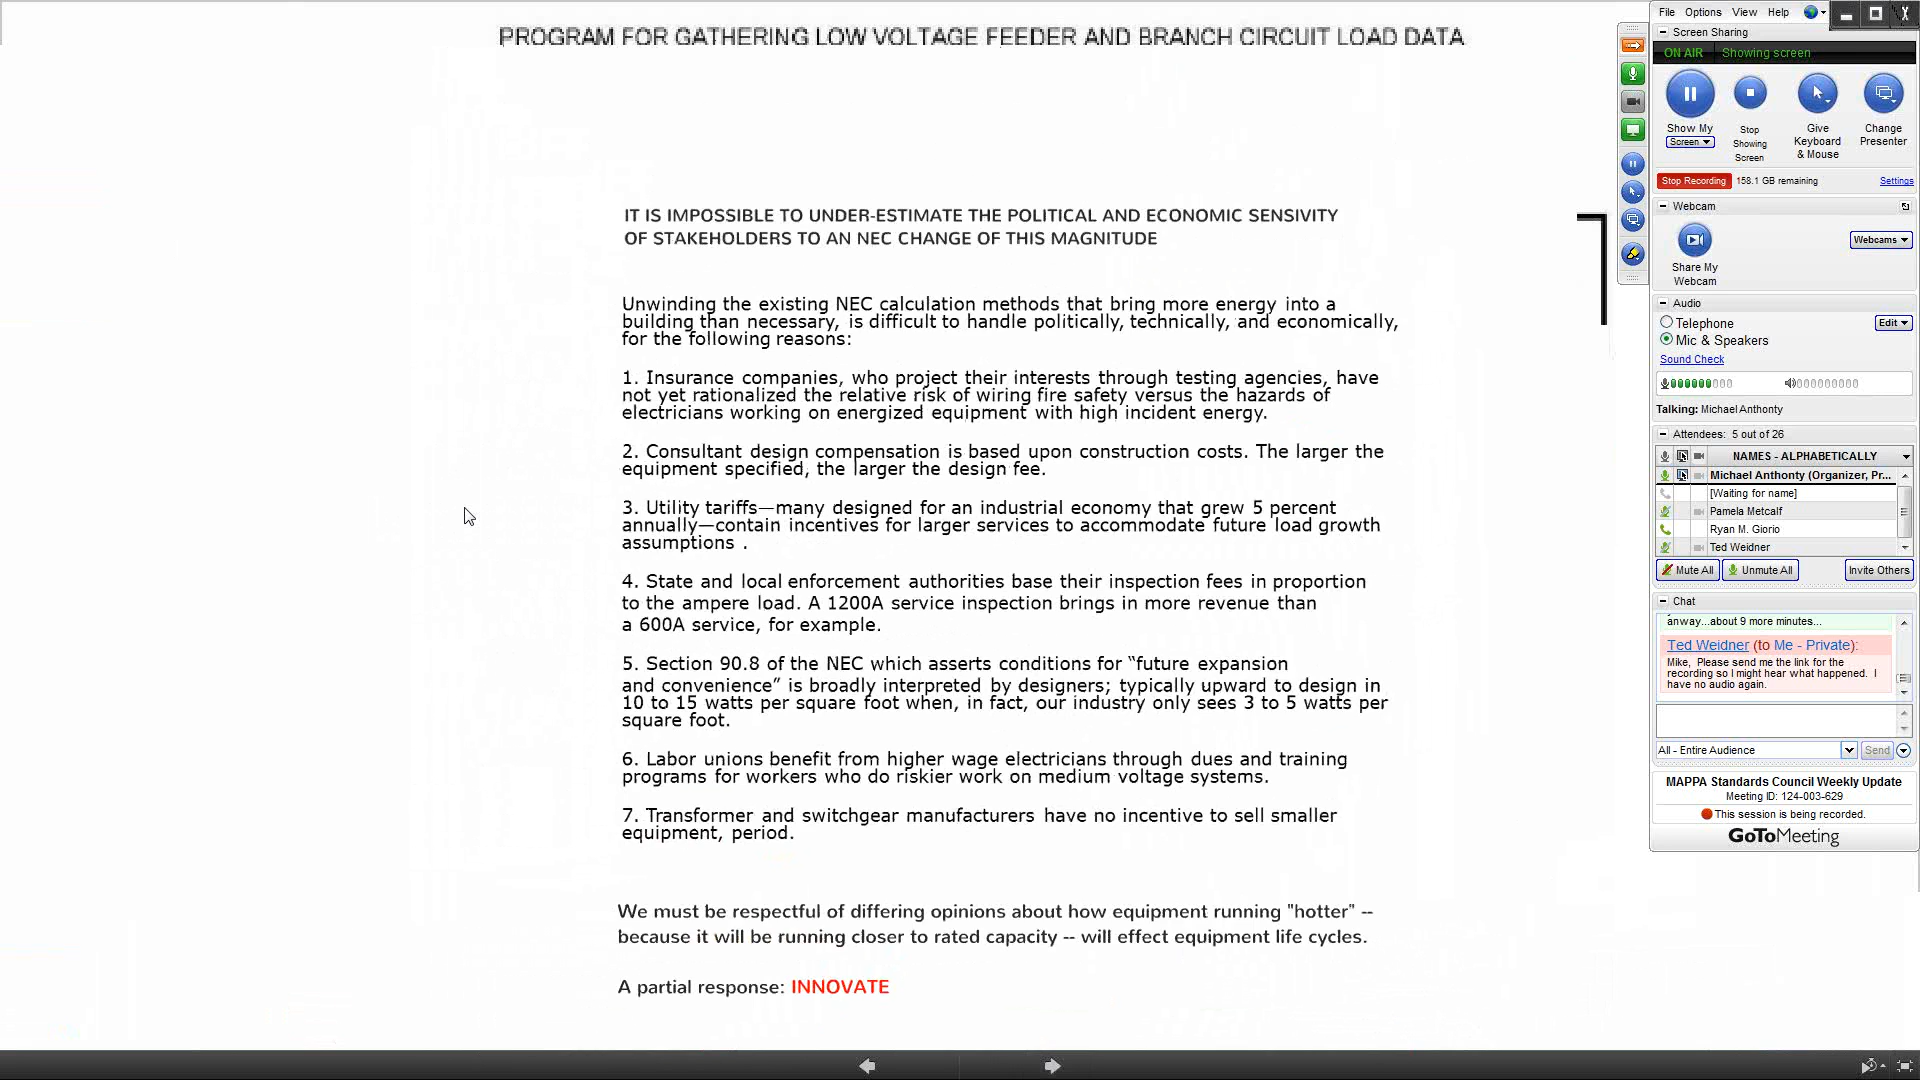 PROGRAM FOR GATHERING LOW VOLTAGE FEEDER AND BRANCH CIRCUIT LOAD DATA
IT IS IMPOSSIBLE TO UNDER-ESTIMATE THE POLITICAL AND ECONOMIC SENSIVITY
OF STAKEHOLDERS TO AN NEC CHANGE OF THIS MAGNITUDE
Unwinding the existing NEC calculation methods that bring more energy into a
building than necessary, is difficult to handle politically, technically, and economically,
for the following reasons:
1. Insurance companies, who project their interests through testing agencies, have
not yet rationalized the relative risk of wiring fire safety versus the hazards of
electricians working on energized equipment with high incident energy.
2. Consultant design compensation is based upon construction costs. The larger the
equipment specified, the larger the design fee.
3. Utility tariffs—many designed for an industrial economy that grew 5 percent
annually—contain incentives for larger services to accommodate future load growth
assumptions .
4. State and local enforcement authorities base their inspection fees in proportion
to the ampere load. A 1200A service inspection brings in more revenue than
a 600A service, for example.
5. Section 90.8 of the NEC which asserts conditions for “future expansion
and convenience” is broadly interpreted by designers; typically upward to design in
10 to 15 watts per square foot when, in fact, our industry only sees 3 to 5 watts per
square foot.
6. Labor unions benefit from higher wage electricians through dues and training
programs for workers who do riskier work on medium voltage systems.
7. Transformer and switchgear manufacturers have no incentive to sell smaller
equipment, period.
We must be respectful of differing opinions about how equipment running "hotter" --
because it will be running closer to rated capacity -- will effect equipment life cycles.
A partial response: INNOVATE
File Options View Help
Screen Sharing
ON AIR Showing screen
Show My
Screen
Stop
Showing
Screen
Give
Keyboard
& Mouse
Change
Presenter
Stop Recording 158.1 GB remaining Settings
Webcam
Webcams
Share My
Webcam
Audio
Telephone
Edit
Mic & Speakers
Sound Check
Talking: Michael Anthonty
Attendees: 5 out of 26
NAMES - ALPHABETICALLY
Michael Anthonty (Organizer, Pr...
[Waiting for name]
Pamela Metcalf
Ryan M. Giorio
Ted Weidner
Mute All Unmute All Invite Others
Chat
anway...about 9 more minutes...
Ted Weidner (to Me - Private):
Mike, Please send me the link for the
recording so I might hear what happened. I
have no audio again.
All - Entire Audience Send
MAPPA Standards Council Weekly Update
Meeting ID: 124-003-629
This session is being recorded.
GoToMeeting